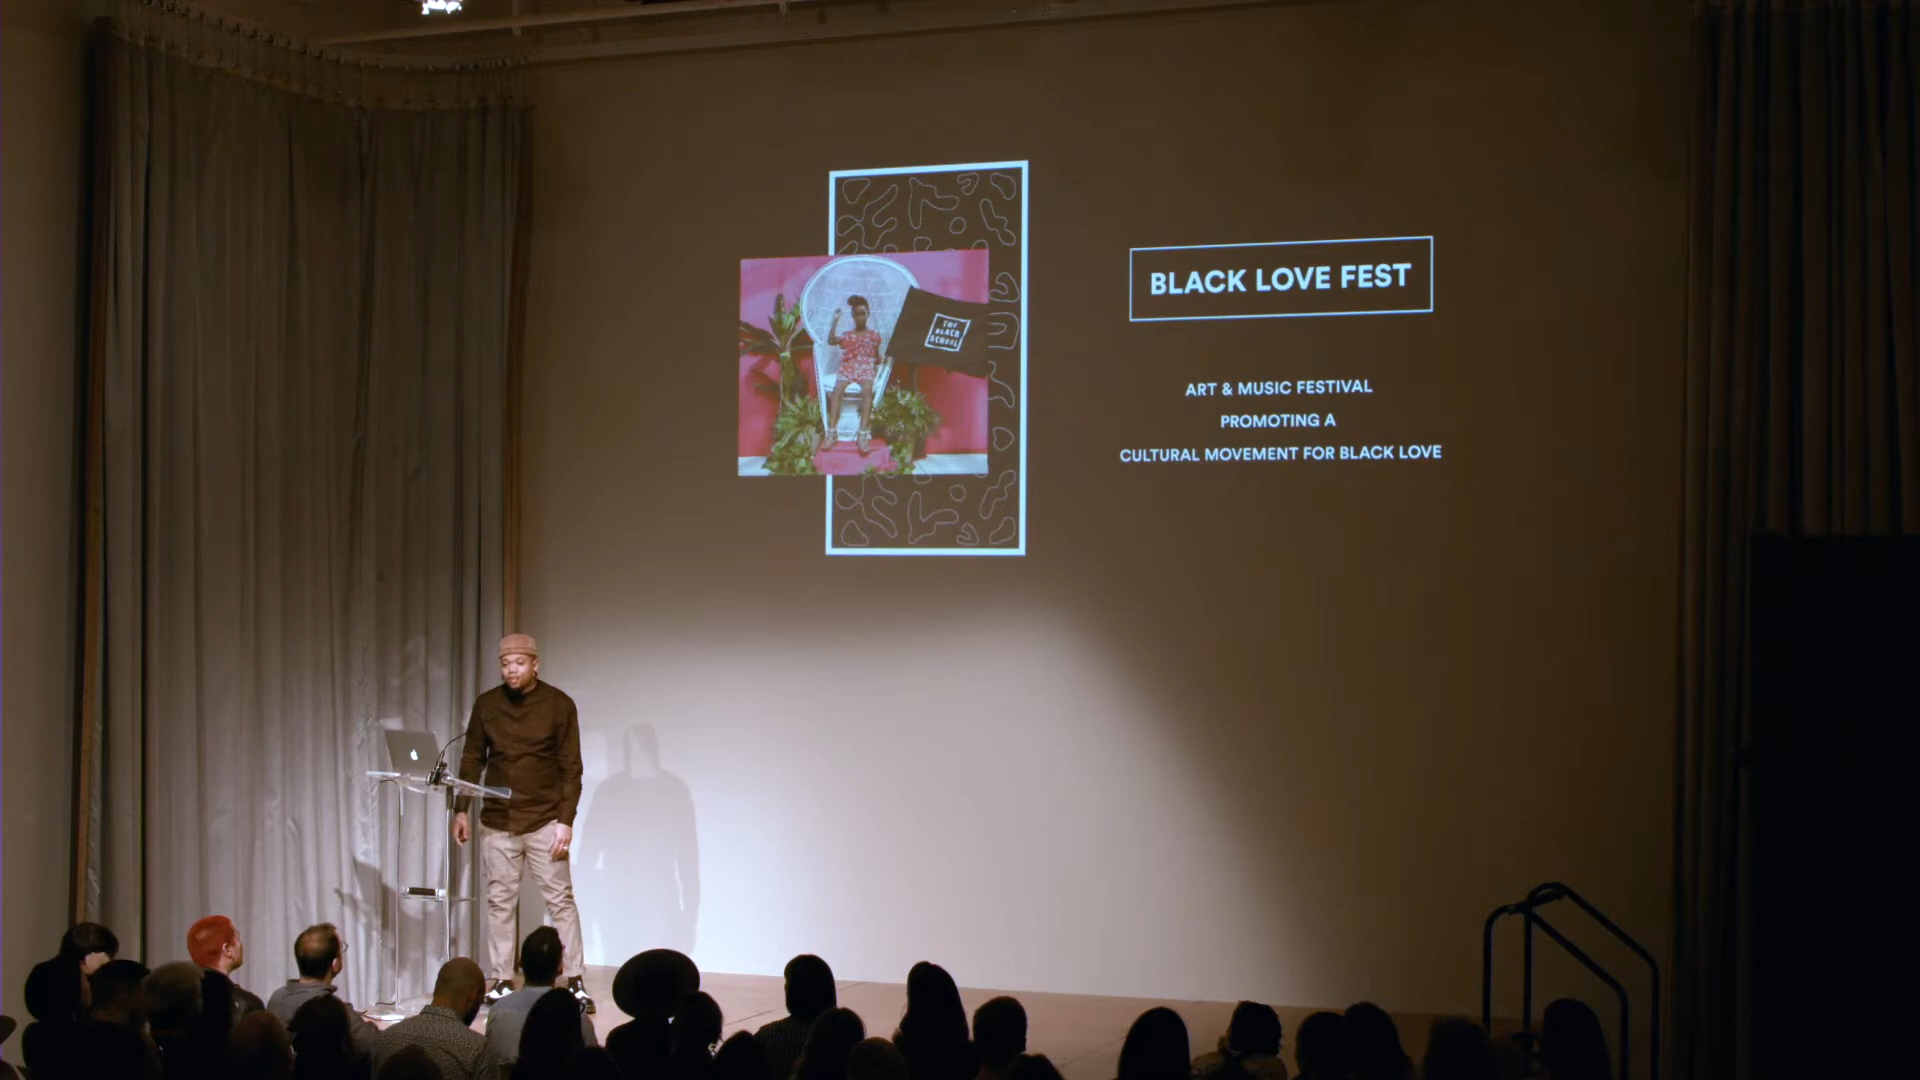 THE
BLACK
SCHOOL
BLACK LOVE FEST
ART & MUSIC FESTIVAL
PROMOTING A
CULTURAL MOVEMENT FOR BLACK LOVE